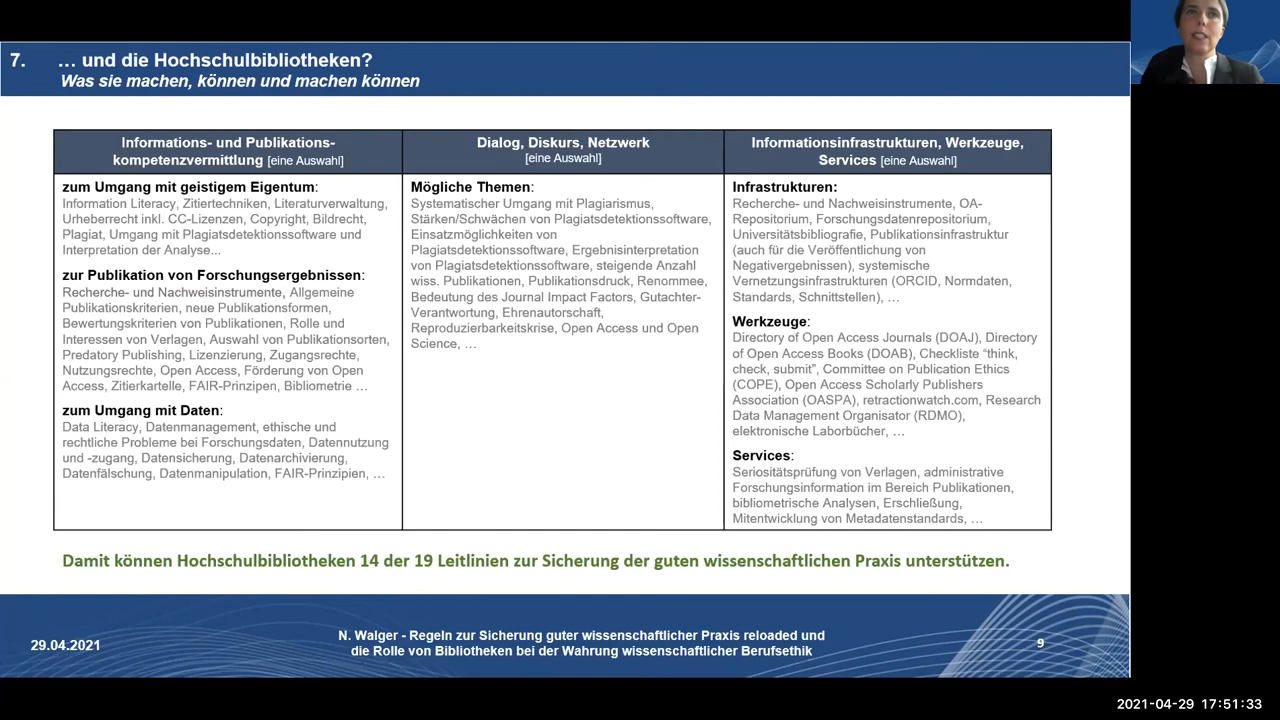 7. … und die Hochschulbibliotheken?
Was sie machen, können und machen können
Informations- und Publikations-
kompetenzvermittlung [eine Auswahl]
zum Umgang mit geistigem Eigentum:
Information Literacy, Zitiertechniken, Literaturverwaltung,
Urheberrecht inkl. CC-Lizenzen, Copyright, Bildrecht,
Plagiat, Umgang mit Plagiatsdetektionssoftware und
Interpretation der Analyse...
zur Publikation von Forschungsergebnissen:
Recherche- und Nachweisinstrumente, Allgemeine
Publikationskriterien, neue Publikationsformen,
Bewertungskriterien von Publikationen, Rolle und
Interessen von Verlagen, Auswahl von Publikationsorten,
Predatory Publishing, Lizenzierung, Zugangsrechte,
Nutzungsrechte, Open Access, Förderung von Open
Access, Zitierkartelle, FAIR-Prinzipen, Bibliometrie …
zum Umgang mit Daten:
Data Literacy, Datenmanagement, ethische und
rechtliche Probleme bei Forschungsdaten, Datennutzung
und -zugang, Datensicherung, Datenarchivierung,
Datenfälschung, Datenmanipulation, FAIR-Prinzipien, …
Dialog, Diskurs, Netzwerk
[eine Auswahl]
Mögliche Themen:
Systematischer Umgang mit Plagiarismus,
Stärken/Schwächen von Plagiatsdetektionssoftware,
Einsatzmöglichkeiten von
Plagiatsdetektionssoftware, Ergebnisinterpretation
von Plagiatsdetektionssoftware, steigende Anzahl
wiss. Publikationen, Publikationsdruck, Renommee,
Bedeutung des Journal Impact Factors, Gutachter-
Verantwortung, Ehrenautorschaft,
Reproduzierbarkeitskrise, Open Access und Open
Science, …
Informationsinfrastrukturen, Werkzeuge,
Services [eine Auswahl]
Infrastrukturen:
Recherche- und Nachweisinstrumente, OA-
Repositorium, Forschungsdatenrepositorium,
Universitätsbibliografie, Publikationsinfrastruktur
(auch für die Veröffentlichung von
Negativergebnissen), systemische
Vernetzungsinfrastrukturen (ORCID, Normdaten,
Standards, Schnittstellen), …
Werkzeuge:
Directory of Open Access Journals (DOAJ), Directory
of Open Access Books (DOAB), Checkliste “think,
check, submit”, Committee on Publication Ethics
(COPE), Open Access Scholarly Publishers
Association (OASPA), retractionwatch.com, Research
Data Management Organisator (RDMO),
elektronische Laborbücher, …
Services:
Seriositätsprüfung von Verlagen, administrative
Forschungsinformation im Bereich Publikationen,
bibliometrische Analysen, Erschließung,
Mitentwicklung von Metadatenstandards, …
Damit können Hochschulbibliotheken 14 der 19 Leitlinien zur Sicherung der guten wissenschaftlichen Praxis unterstützen.
29.04.2021
N. Walger - Regeln zur Sicherung guter wissenschaftlicher Praxis reloaded und
die Rolle von Bibliotheken bei der Wahrung wissenschaftlicher Berufsethik
9
2021-04-29 17:51:33